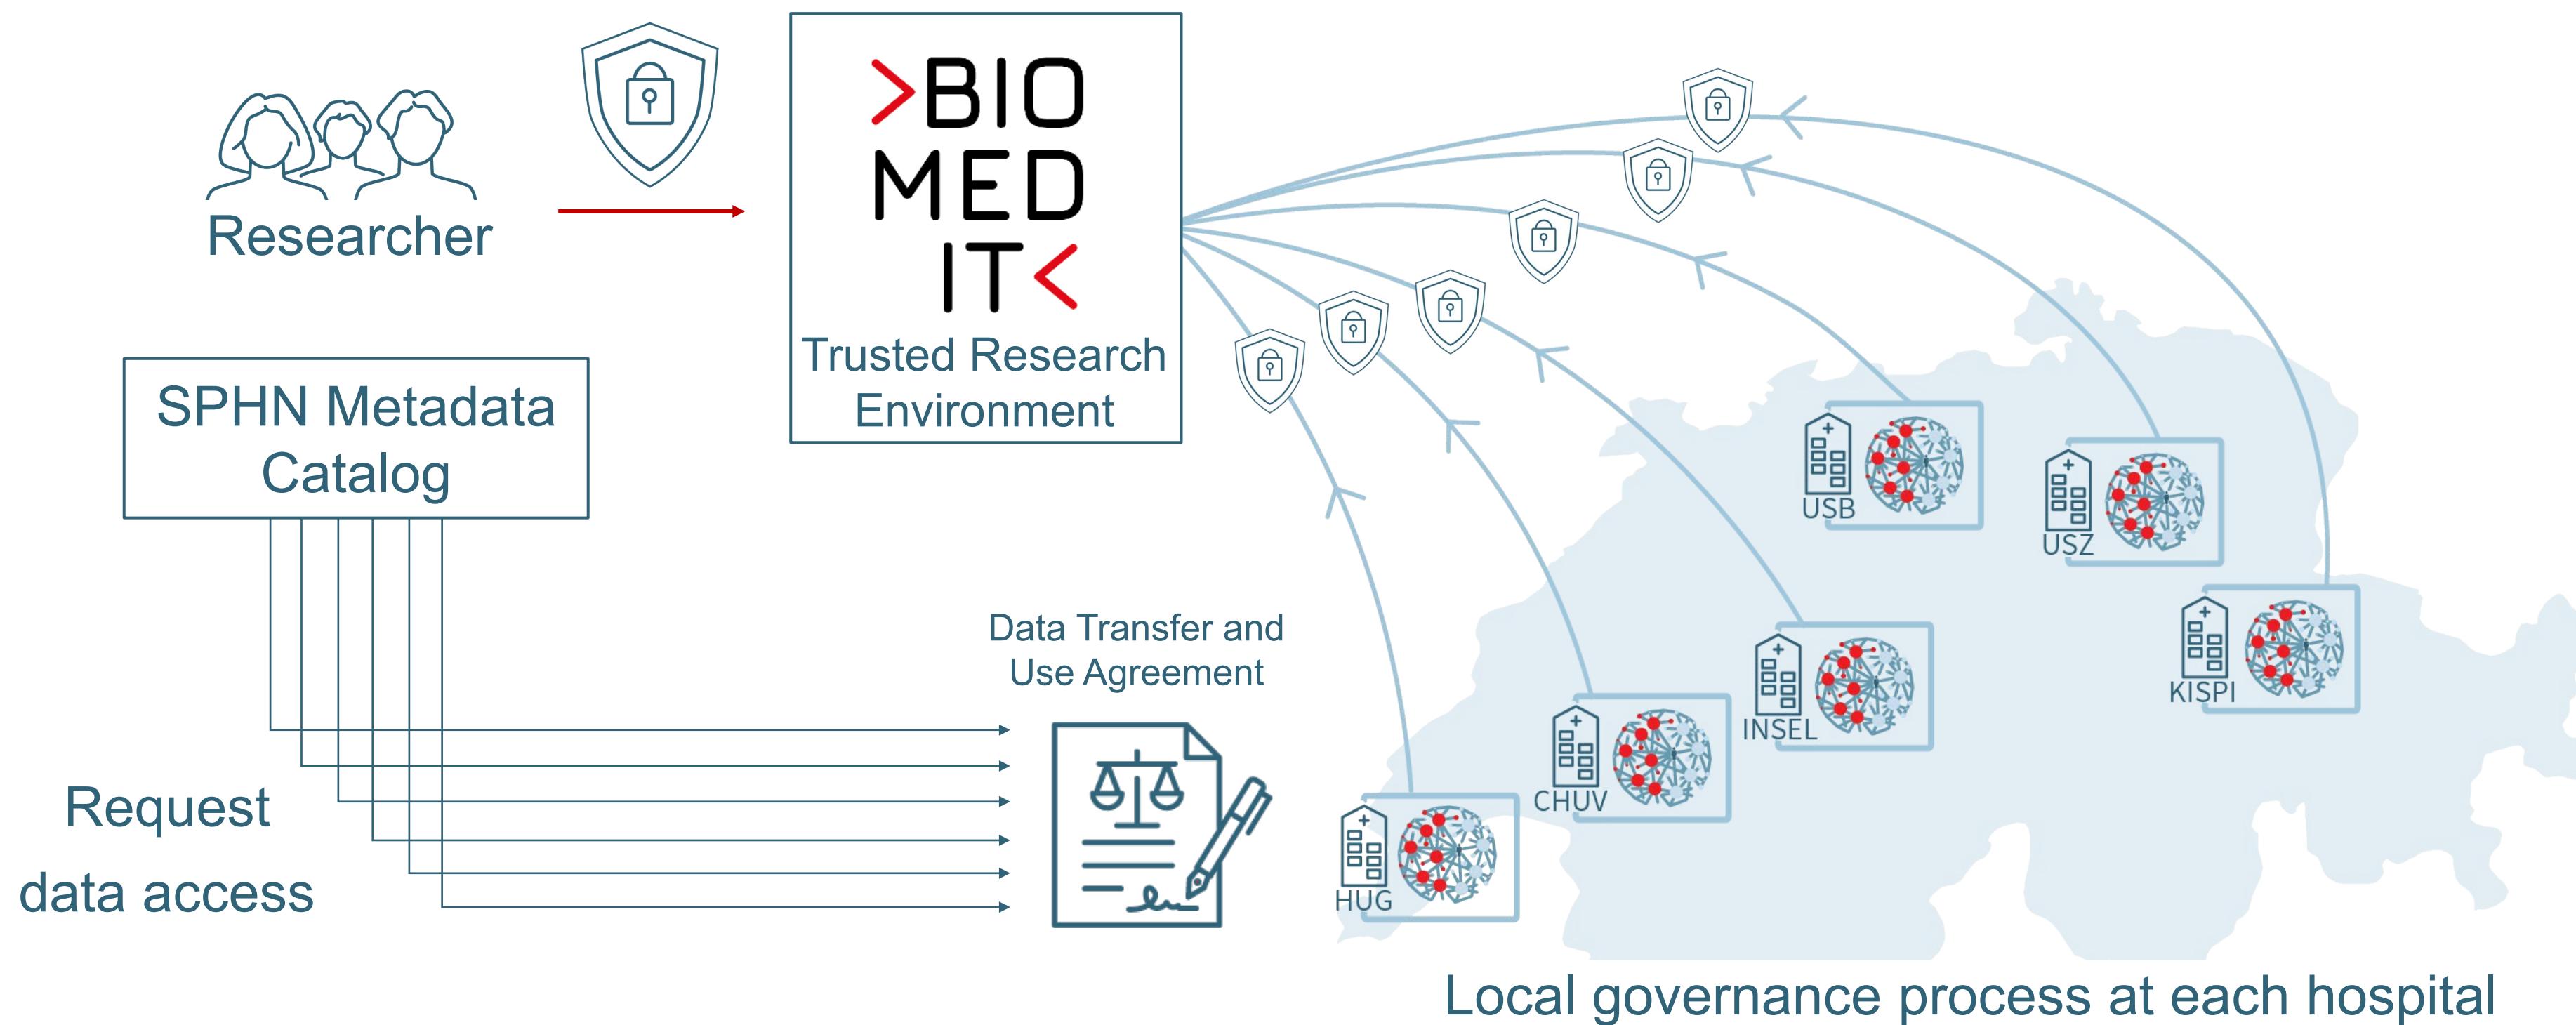 Researcher
>BIO
MED
IT<
Trusted Research
Environment
SPHN Metadata
Catalog
Request
data access
Data Transfer and
Use Agreement
USB
USZ
KISPI
INSEL
CHUV
HUG
Local governance process at each hospital